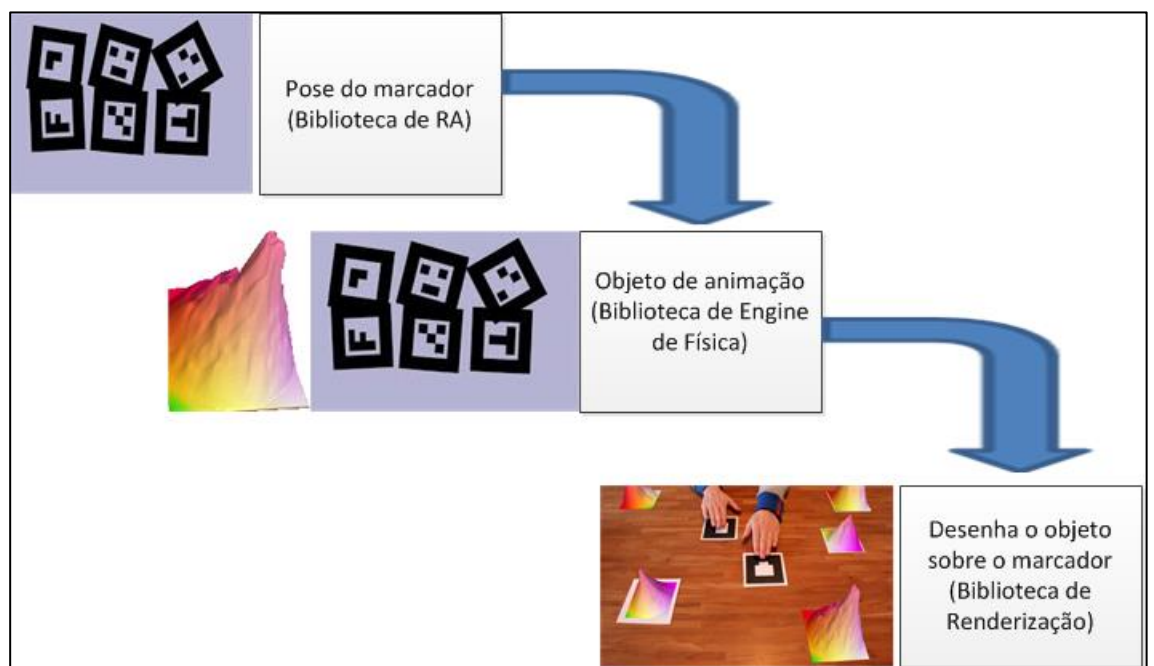 Pose do marcador
(Biblioteca de RA)
Objeto de animação
(Biblioteca de Engine
de Física)
Desenha o objeto
sobre o marcador
(Biblioteca de
Renderização)